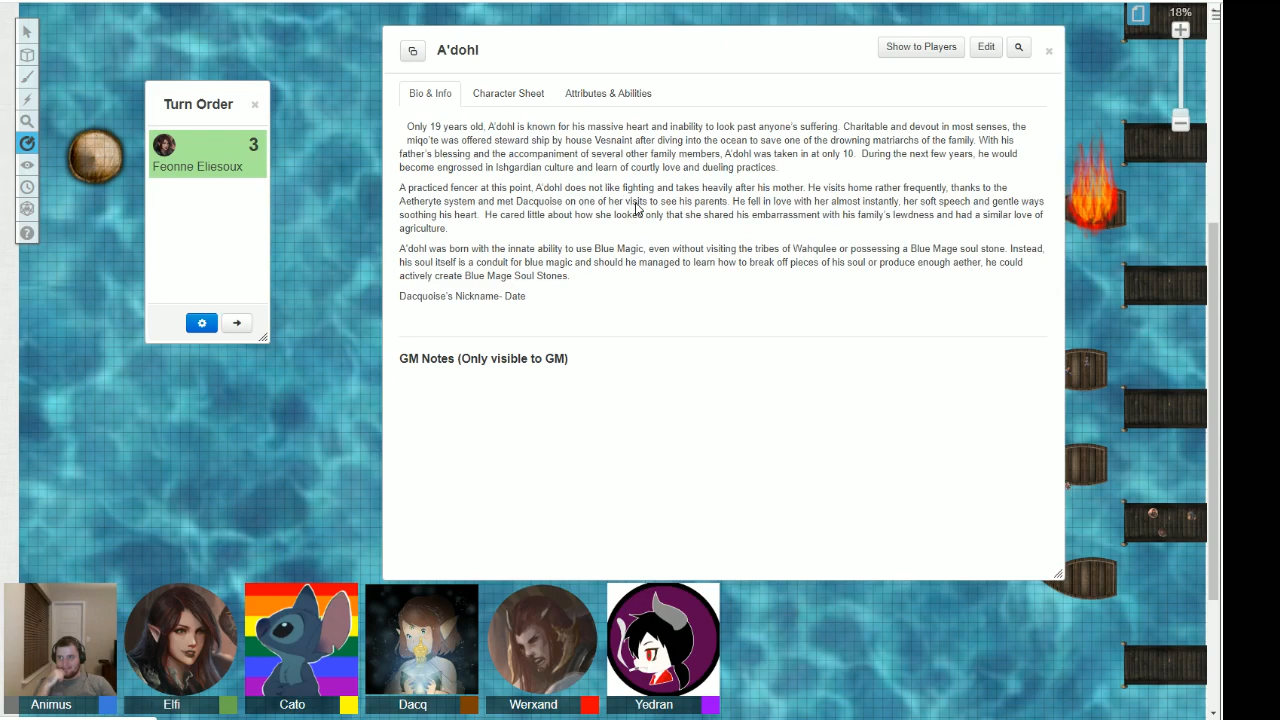 18%
A'dohl
Show to Players
Edit
Turn Order
Bio & Info
Character Sheet
Attributes & Abilities
3
Feonne Eliesoux
Only 19 years old, A'dohl is known for his massive heart and inability to look past anyone's suffering. Charitable and devout in most senses, the
miqo'te was offered steward ship by house Vesnaint after diving into the ocean to save one of the drowning matriarchs of the family. With his
father's blessing and the accompaniment of several other family members, A'dohl was taken in at only 10. During the next few years, he would
become engrossed in Ishgardian culture and learn of courtly love and dueling practices.
A practiced fencer at this point, A'dohl does not like fighting and takes heavily after his mother. He visits home rather frequently, thanks to the
Aetheryte system and met Dacquoise on one of her visits to see his parents. He fell in love with her almost instantly, her soft speech and gentle ways
soothing his heart. He cared little about how she looked only that she shared his embarrassment with his family's lewdness and had a similar love of
agriculture.
A'dohl was born with the innate ability to use Blue Magic, even without visiting the tribes of Wahqulee or possessing a Blue Mage soul stone. Instead,
his soul itself is a conduit for blue magic and should he managed to learn how to break off pieces of his soul or produce enough aether, he could
actively create Blue Mage Soul Stones.
Dacquoise's Nickname- Date
GM Notes (Only visible to GM)
Animus
Elfi
Cato
Dacq
Werxand
Yedran